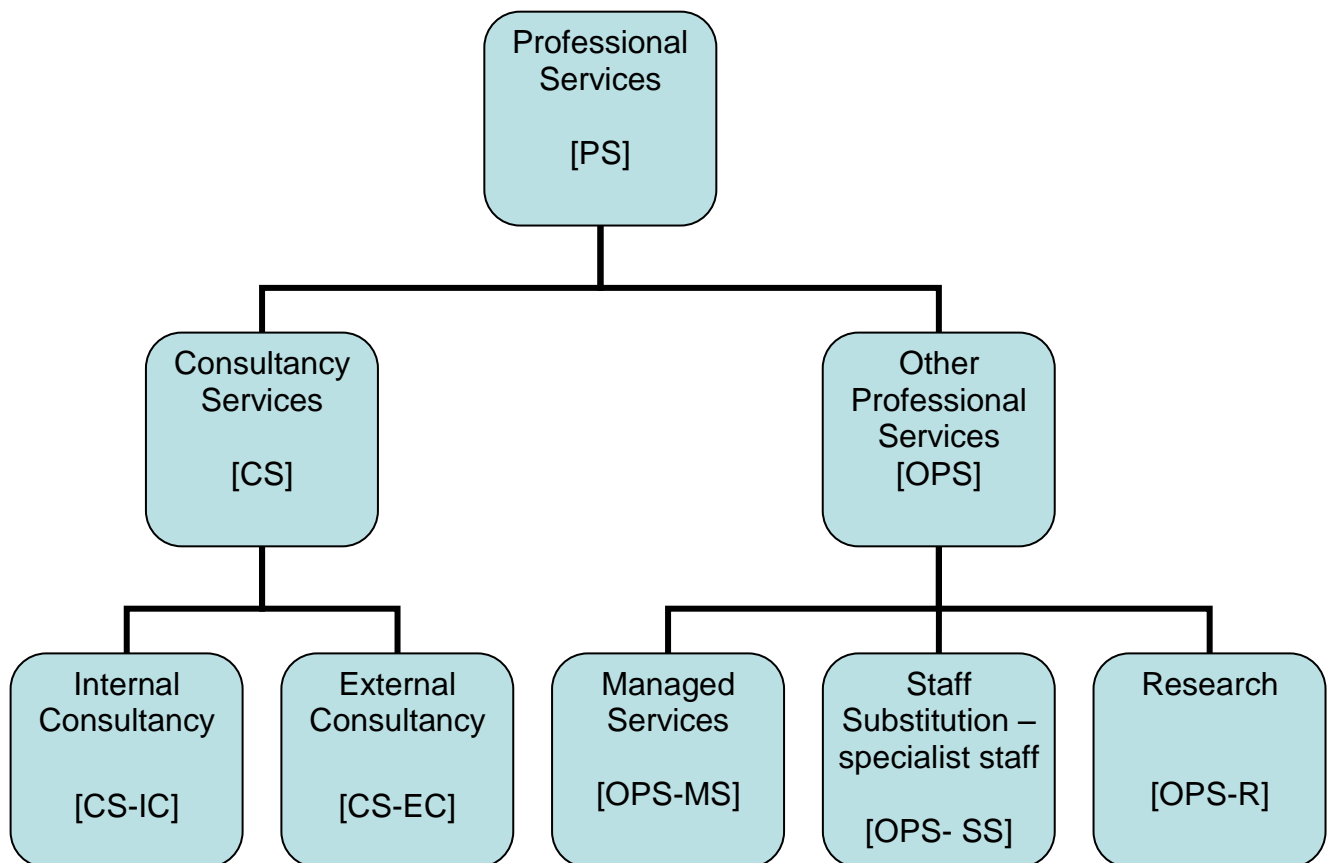 Professional
Services
[PS]
Consultancy
Services
[CS]
Other
Professional
Services
[OPS]
Internal
Consultancy
[CS-IC]
External
Consultancy
[CS-EC]
Managed
Services
[OPS-MS]
Staff
Substitution –
specialist staff
[OPS- SS]
Research
[OPS-R]